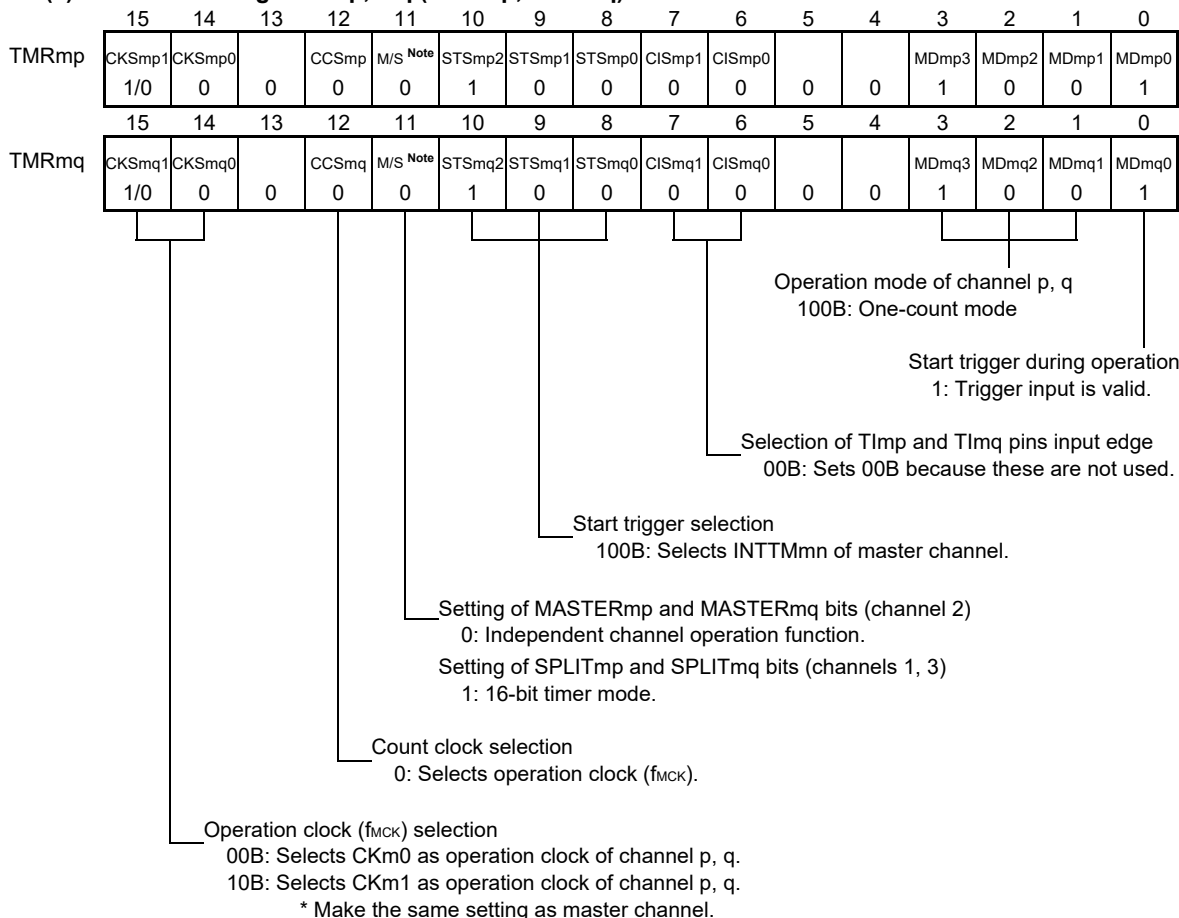 15 14 13 12 11 10 9 8 7 6 5 4 3 2 1 0
TMRmp CKSmp1 CKSmp0 CCSmp M/S Note STSmp2 STSmp1 STSmp0 CISmp1 CISmp0 MDmp3 MDmp2 MDmp1 MDmp0
1/0 0 0 0 0 1 0 0 0 0 0 0 1 0 0 1
15 14 13 12 11 10 9 8 7 6 5 4 3 2 1 0
TMRmq CKSmq1 CKSmq0 CCSmq M/S Note STSmq2 STSmq1 STSmq0 CISmq1 CISmq0 MDmq3 MDmq2 MDmq1 MDmq0
1/0 0 0 0 0 1 0 0 0 0 0 0 1 0 0 1
Operation mode of channel p, q
100B: One-count mode
Start trigger during operation
1: Trigger input is valid.
Selection of TImp and TImq pins input edge
00B: Sets 00B because these are not used.
Start trigger selection
100B: Selects INTTMmn of master channel.
Setting of MASTERmp and MASTERmq bits (channel 2)
0: Independent channel operation function.
Setting of SPLITmp and SPLITmq bits (channels 1, 3)
1: 16-bit timer mode.
Count clock selection
0: Selects operation clock (fMCK).
Operation clock (fMCK) selection
00B: Selects CKm0 as operation clock of channel p, q.
10B: Selects CKm1 as operation clock of channel p, q.
* Make the same setting as master channel.